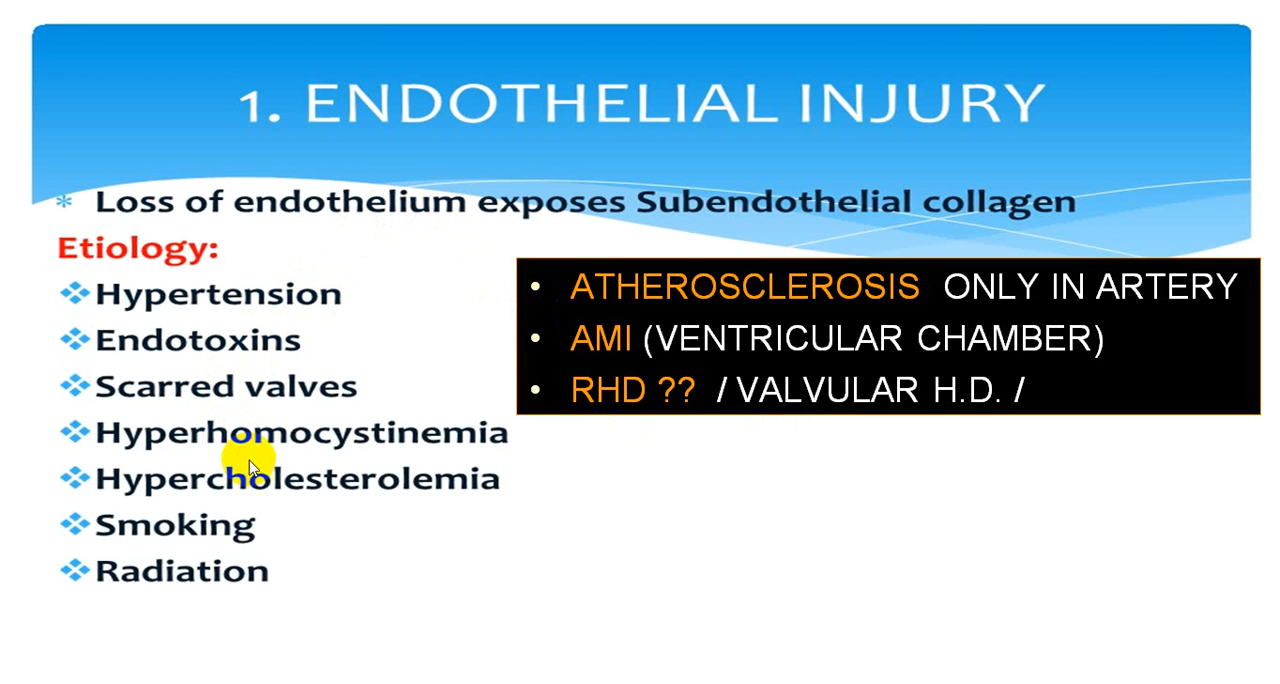 1. ENDOTHELIAL INJURY
* Loss of endothelium exposes Subendothelial collagen
Etiology:
❖ Hypertension
❖ Endotoxins
❖ Scarred valves
❖ Hyperhomocystinemia
❖ Hypercholesterolemia
❖ Smoking
❖ Radiation
• ATHEROSCLEROSIS ONLY IN ARTERY
• AMI (VENTRICULAR CHAMBER)
• RHD ?? / VALVULAR H.D. /